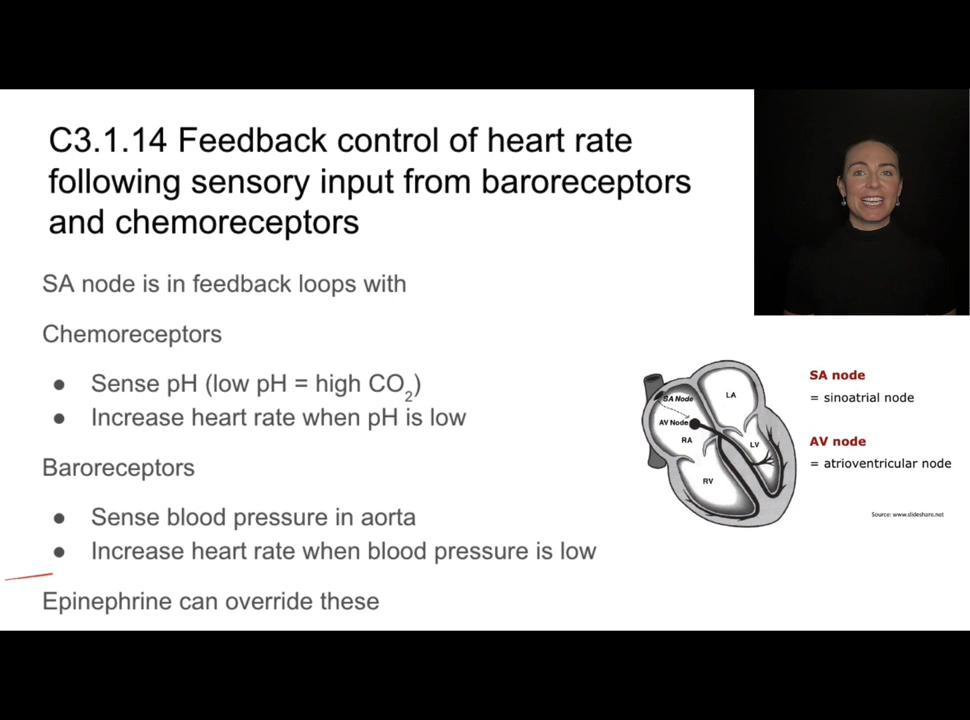 C3.1.14 Feedback control of heart rate
following sensory input from baroreceptors
and chemoreceptors
SA node is in feedback loops with
Chemoreceptors
● Sense pH (low pH = high CO2)
● Increase heart rate when pH is low
Baroreceptors
● Sense blood pressure in aorta
● Increase heart rate when blood pressure is low
Epinephrine can override these
SA Node
LA
AV Node
RA
LV
RV
SA node
= sinoatrial node
AV node
= atrioventricular node
Source: www.slideshare.net